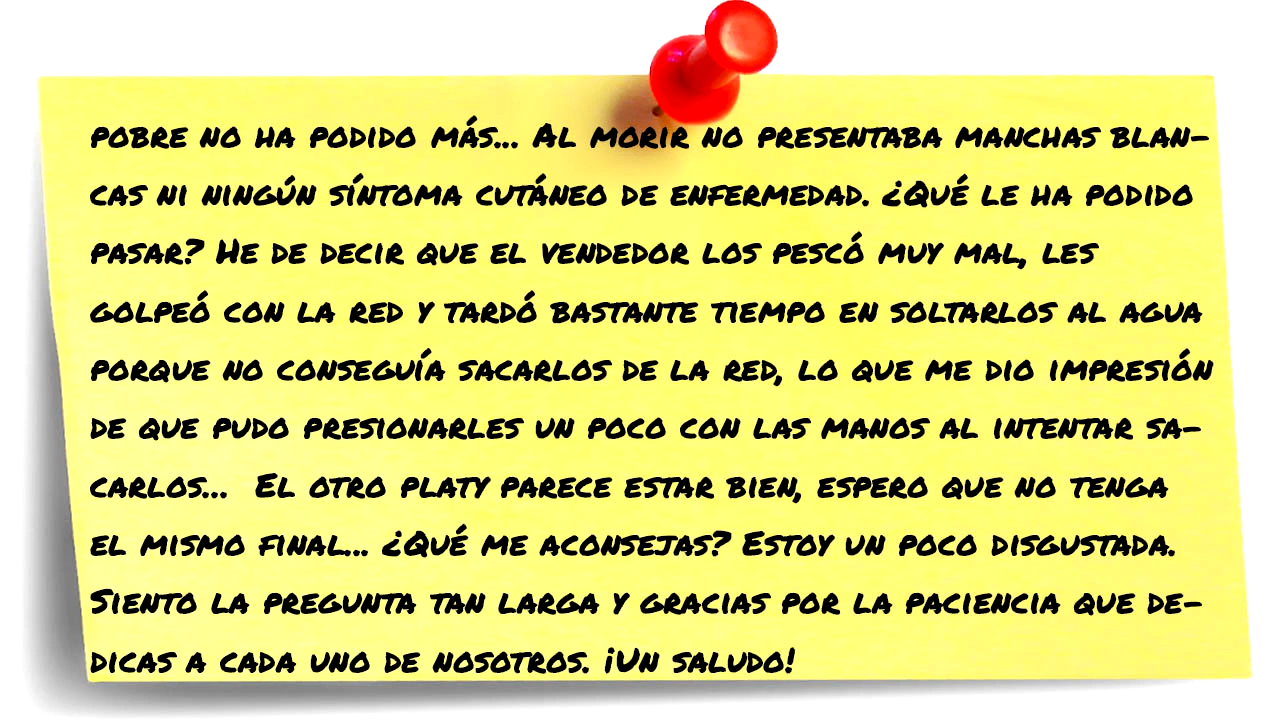 pobre no ha podido más... Al morir no presentaba manchas blan-
cas ni ningún síntoma cutáneo de enfermedad. ¿Qué le ha podido
pasar? He de decir que el vendedor los pescó muy mal, les
golpeó con la red y tardó bastante tiempo en soltarlos al agua
porque no conseguía sacarlos de la red, lo que me dio impresión
de que pudo presionarles un poco con las manos al intentar sa-
carlos...  El otro platy parece estar bien, espero que no tenga
el mismo final... ¿Qué me aconsejas? Estoy un poco disgustada.
Siento la pregunta tan larga y gracias por la paciencia que de-
dicas a cada uno de nosotros. ¡Un saludo!